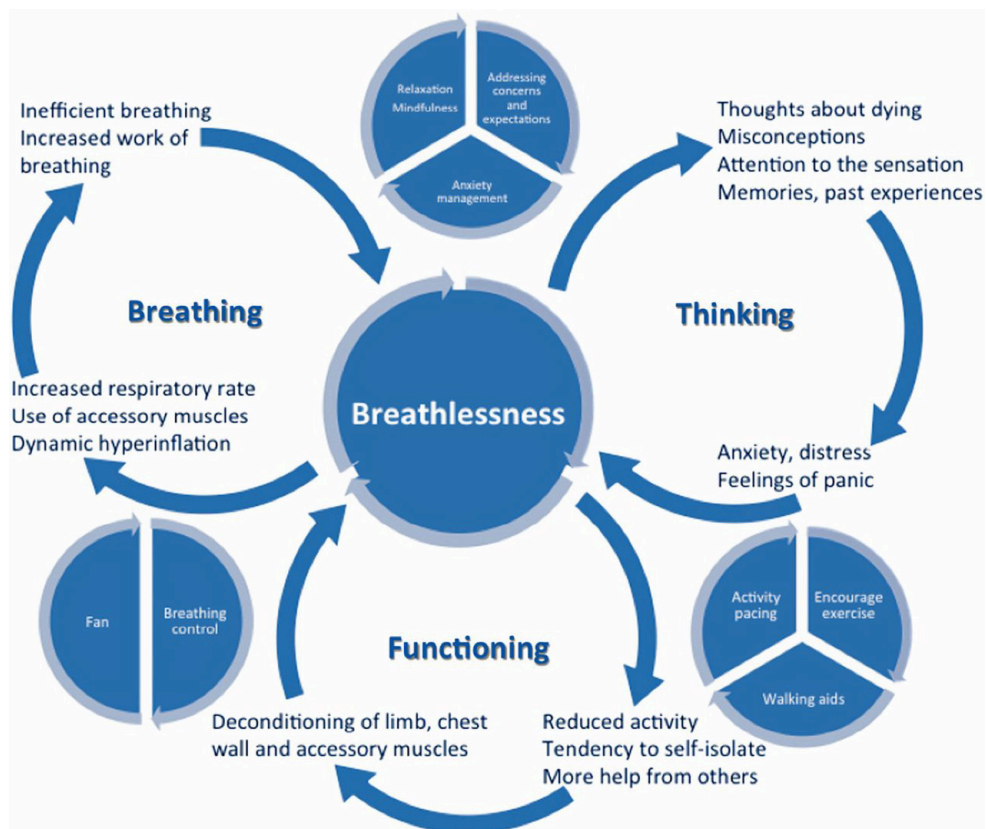 Relaxation
Mindfulness
Addressing
concerns
and
expectations
Anxiety
management
Inefficient breathing
Increased work of
breathing
Thoughts about dying
Misconceptions
Attention to the sensation
Memories, past experiences
Breathing
Thinking
Increased respiratory rate
Use of accessory muscles
Dynamic hyperinflation
Breathlessness
Anxiety, distress
Feelings of panic
Fan
Breathing
control
Activity
pacing
Encourage
exercise
Walking aids
Functioning
Deconditioning of limb, chest
wall and accessory muscles
Reduced activity
Tendency to self-isolate
More help from others